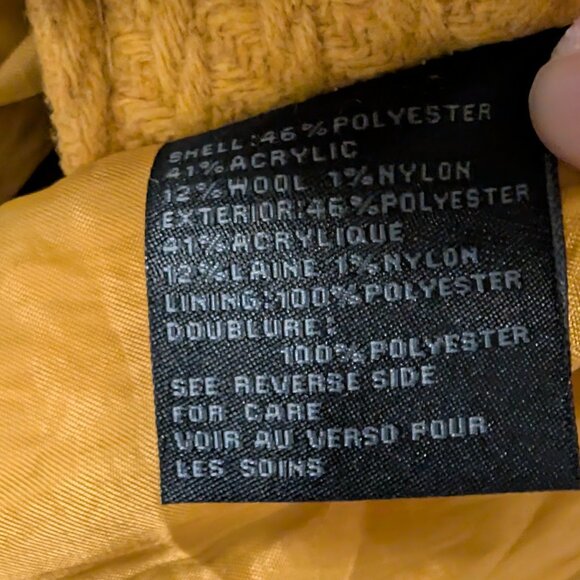 SHELL:46%POLYESTER
41%ACRYLIC
12%WOOL 1%NYLON
EXTERIOR:46%POLYESTER
41%ACRYLIQUE
12%LAINE 1%NYLON
LINING:100%POLYESTER
DOUBLURE:
100%POLYESTER
SEE REVERSE SIDE
FOR CARE
VOIR AU VERSO POUR
LES SOINS